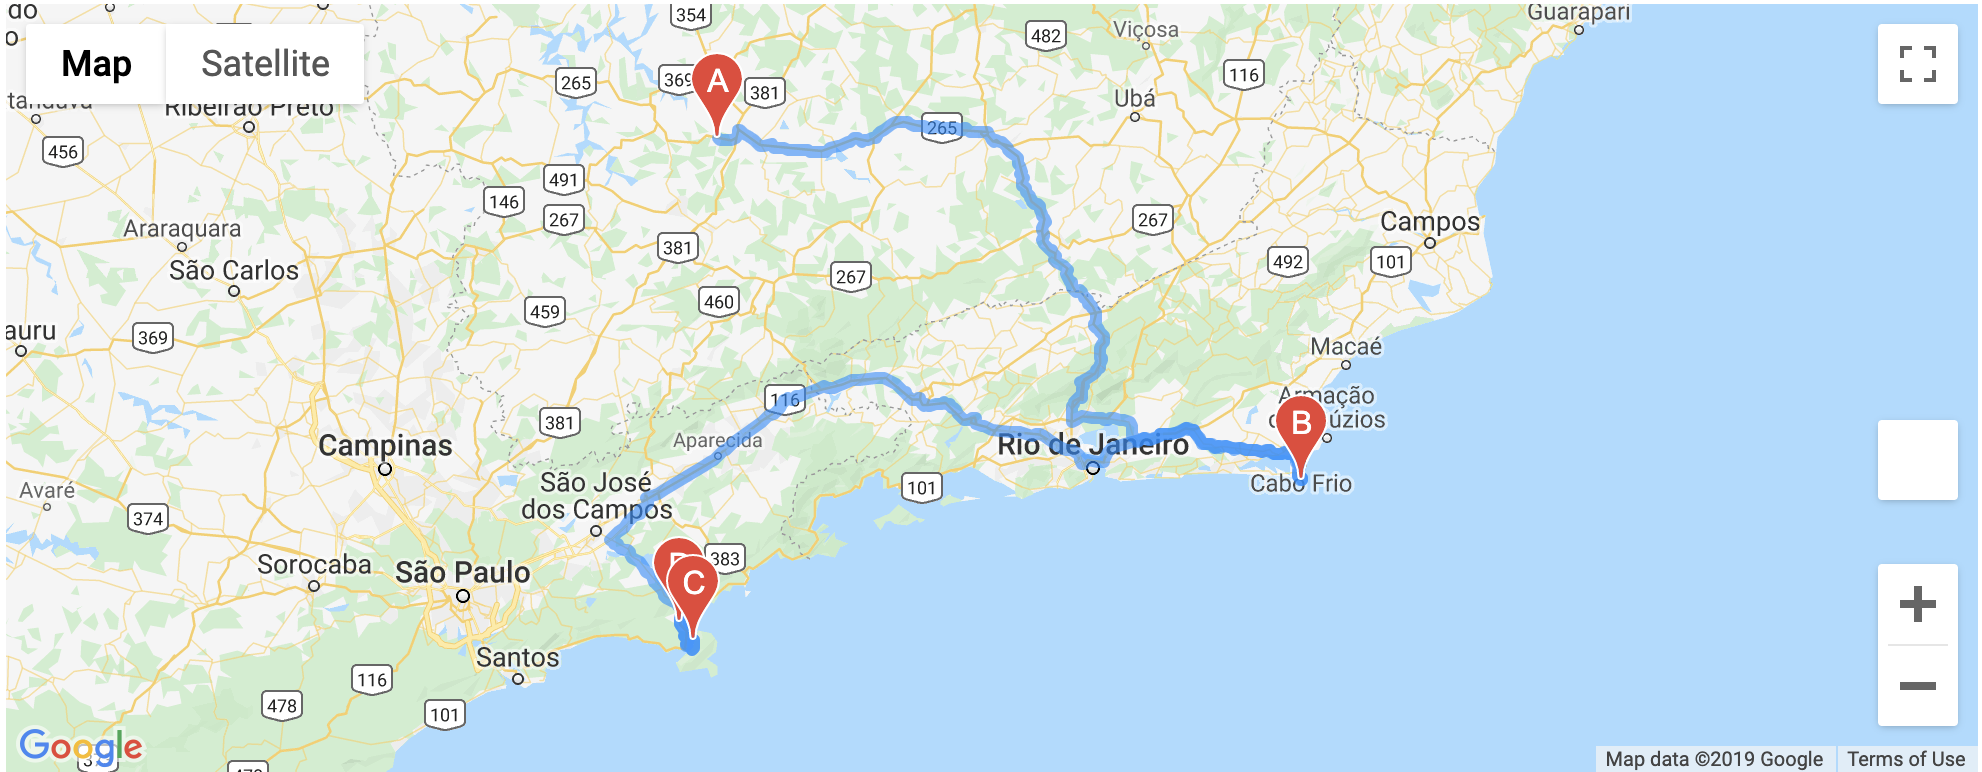 do
354
Guarapari
482
Viçosa
Map
Satellite
265
369
A
381
116
Ribeirão Preto
Ubá
265
456
491
146
267
267
Campos
Araraquara
381
492
101
São Carlos
267
460
459
auru
369
Macaé
116
Armação
úzios
B
381
Aparecida
Campinas
Rio de Janeiro
São José
dos Campos
101
Cabo Frio
Avaré
374
383
Sorocaba
São Paulo
C
Santos
116
478
101
Google
Map data ©2019 Google
Terms of Use